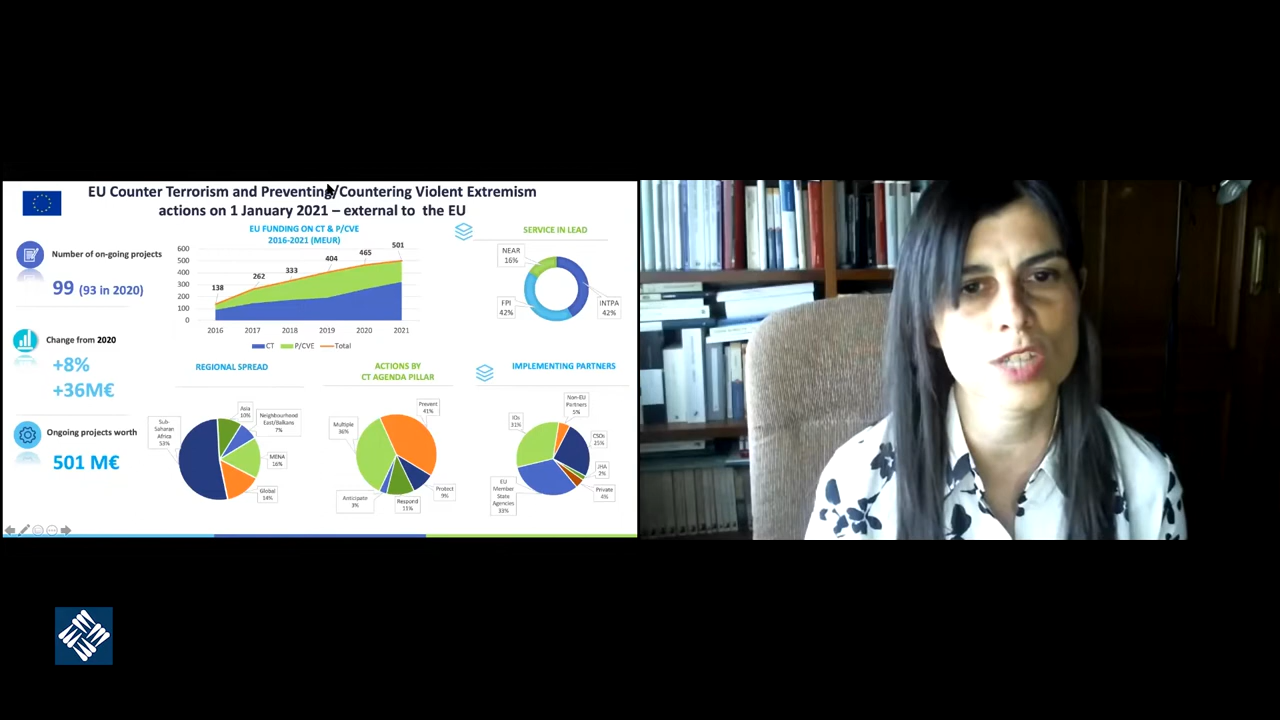 EU Counter Terrorism and Preventing/Countering Violent Extremism
actions on 1 January 2021 – external to the EU
Number of on-going projects
99 (93 in 2020)
Change from 2020
+8%
+36M€
Ongoing projects worth
501 M€
EU FUNDING ON CT & P/CVE
2016-2021 (MEUR)
600
500
400
300
200
100
0
138
262
333
404
465
501
2016
2017
2018
2019
2020
2021
CT
P/CVE
Total
SERVICE IN LEAD
NEAR
16%
FPI
42%
INTPA
42%
REGIONAL SPREAD
Asia
10%
Neighbourhood
East/Balkans
7%
MENA
16%
Global
14%
Sub-
Saharan
Africa
53%
ACTIONS BY
CT AGENDA PILLAR
Prevent
41%
Multiple
36%
Protect
9%
Respond
11%
Anticipate
3%
IMPLEMENTING PARTNERS
Non-EU
Partners
5%
IOs
31%
CSOs
25%
JHA
2%
Private
4%
EU
Member
State
Agencies
33%